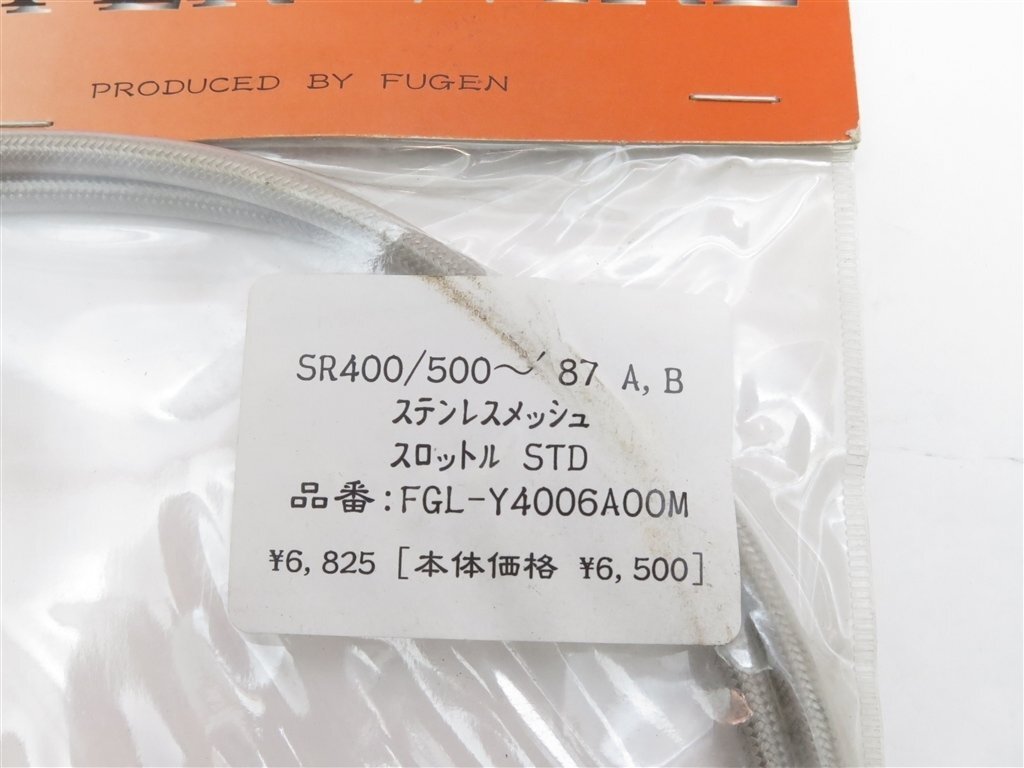 PRODUCED BY FUGEN
SR400/500～'87 A,B
ステンレスメッシュ
スロットル STD
品番:FGL-Y4006A00M
¥6,825 [本体価格 ¥6,500]